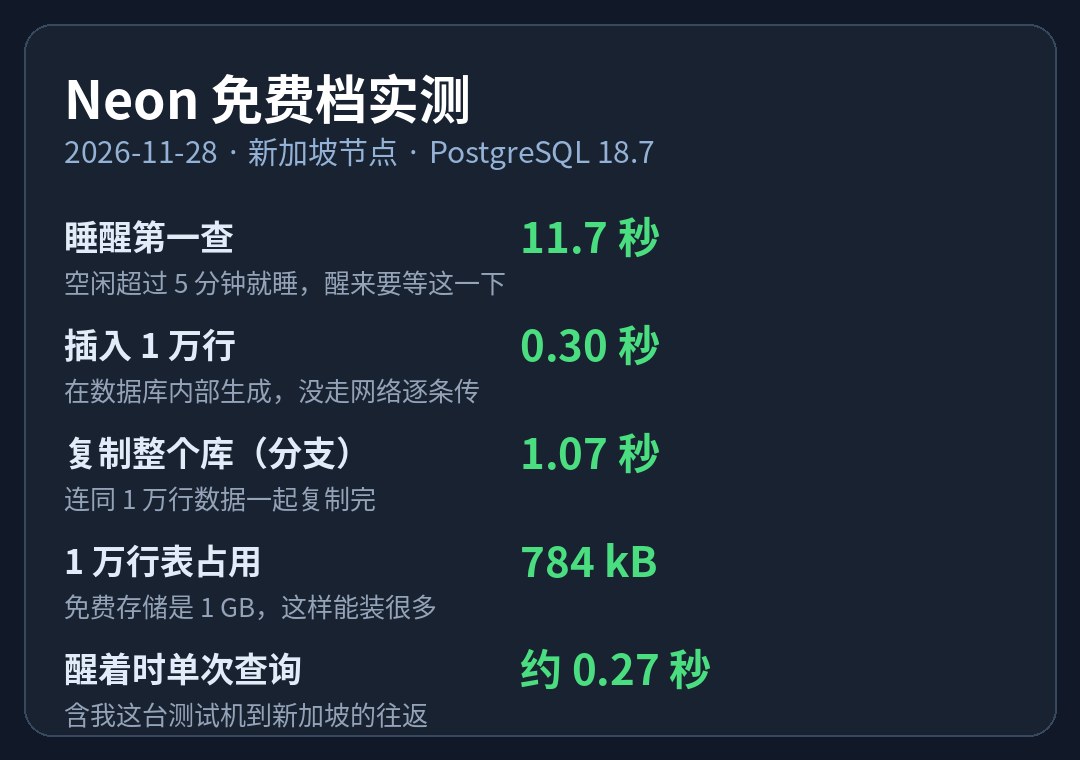 Neon 免费档实测
2026-11-28 · 新加坡节点 · PostgreSQL 18.7
睡醒第一查 11.7 秒
空闲超过 5 分钟就睡，醒来要等这一下
插入 1 万行 0.30 秒
在数据库内部生成，没走网络逐条传
复制整个库（分支） 1.07 秒
连同 1 万行数据一起复制完
1 万行表占用 784 kB
免费存储是 1 GB，这样能装很多
醒着时单次查询 约 0.27 秒
含我这台测试机到新加坡的往返